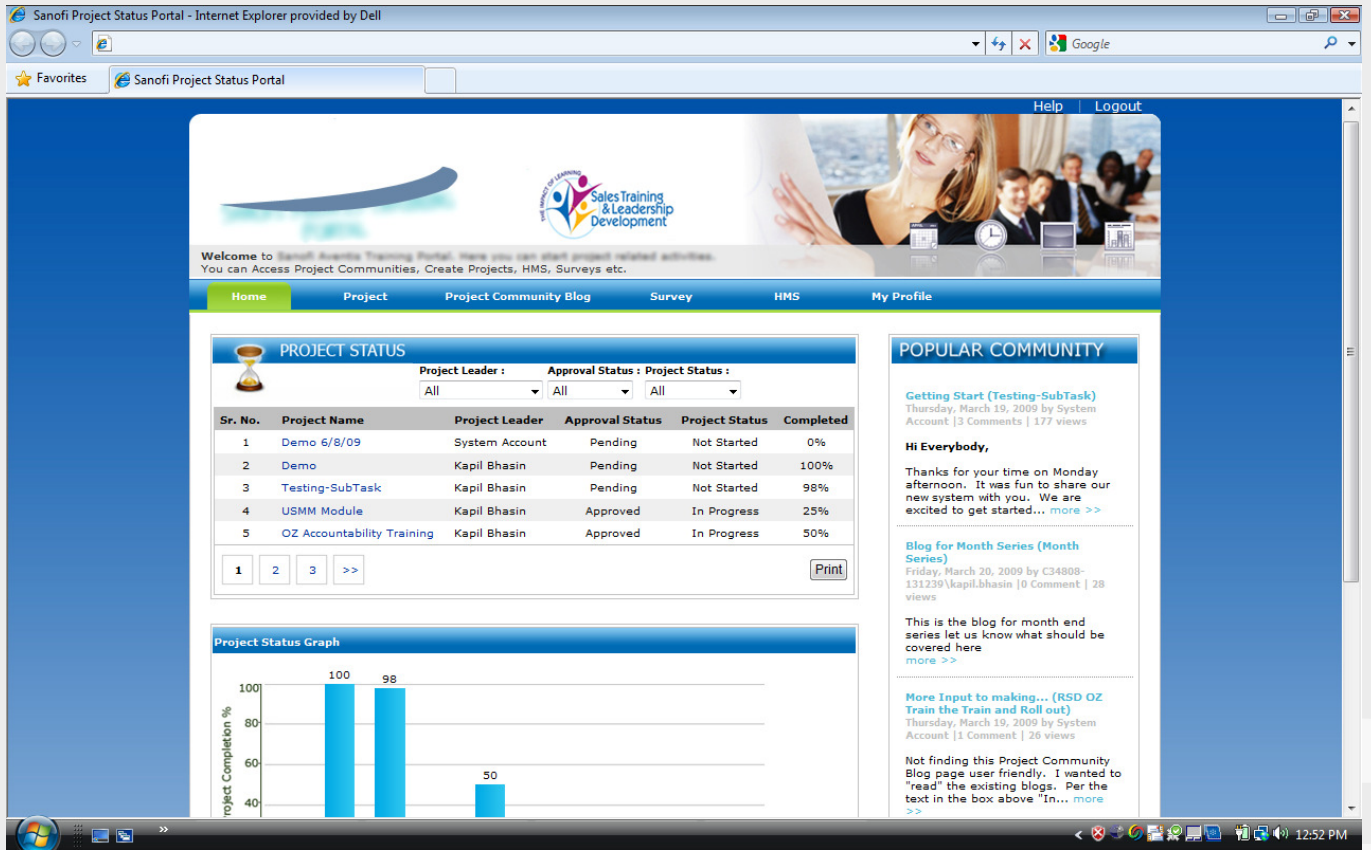 Sanofi Project Status Portal - Internet Explorer provided by Dell
Google
Favorites
Sanofi Project Status Portal
Help | Logout
THE IMPACT OF LEARNING
Sales Training
& Leadership
Development
Welcome to Sanofi Aventis Training Portal. Here you can start project related activities.
You can Access Project Communities, Create Projects, HMS, Surveys etc.
Home Project Project Community Blog Survey HMS My Profile
PROJECT STATUS
Project Leader : Approval Status : Project Status :
All All All
Sr. No. Project Name Project Leader Approval Status Project Status Completed
1 Demo 6/8/09 System Account Pending Not Started 0%
2 Demo Kapil Bhasin Pending Not Started 100%
3 Testing-SubTask Kapil Bhasin Pending Not Started 98%
4 USMM Module Kapil Bhasin Approved In Progress 25%
5 OZ Accountability Training Kapil Bhasin Approved In Progress 50%
1 2 3 >> Print
Project Status Graph
100 98
100
80
60
50
40
Project Completion %
POPULAR COMMUNITY
Getting Start (Testing-SubTask)
Thursday, March 19, 2009 by System
Account |3 Comments | 177 views
Hi Everybody,
Thanks for your time on Monday
afternoon. It was fun to share our
new system with you. We are
excited to get started... more >>
Blog for Month Series (Month
Series)
Friday, March 20, 2009 by C34808-
131239\kapil.bhasin |0 Comment | 28
views
This is the blog for month end
series let us know what should be
covered here
more >>
More Input to making... (RSD OZ
Train the Train and Roll out)
Thursday, March 19, 2009 by System
Account |1 Comment | 26 views
Not finding this Project Community
Blog page user friendly. I wanted to
"read" the existing blogs. Per the
text in the box above "In... more
>>
12:52 PM